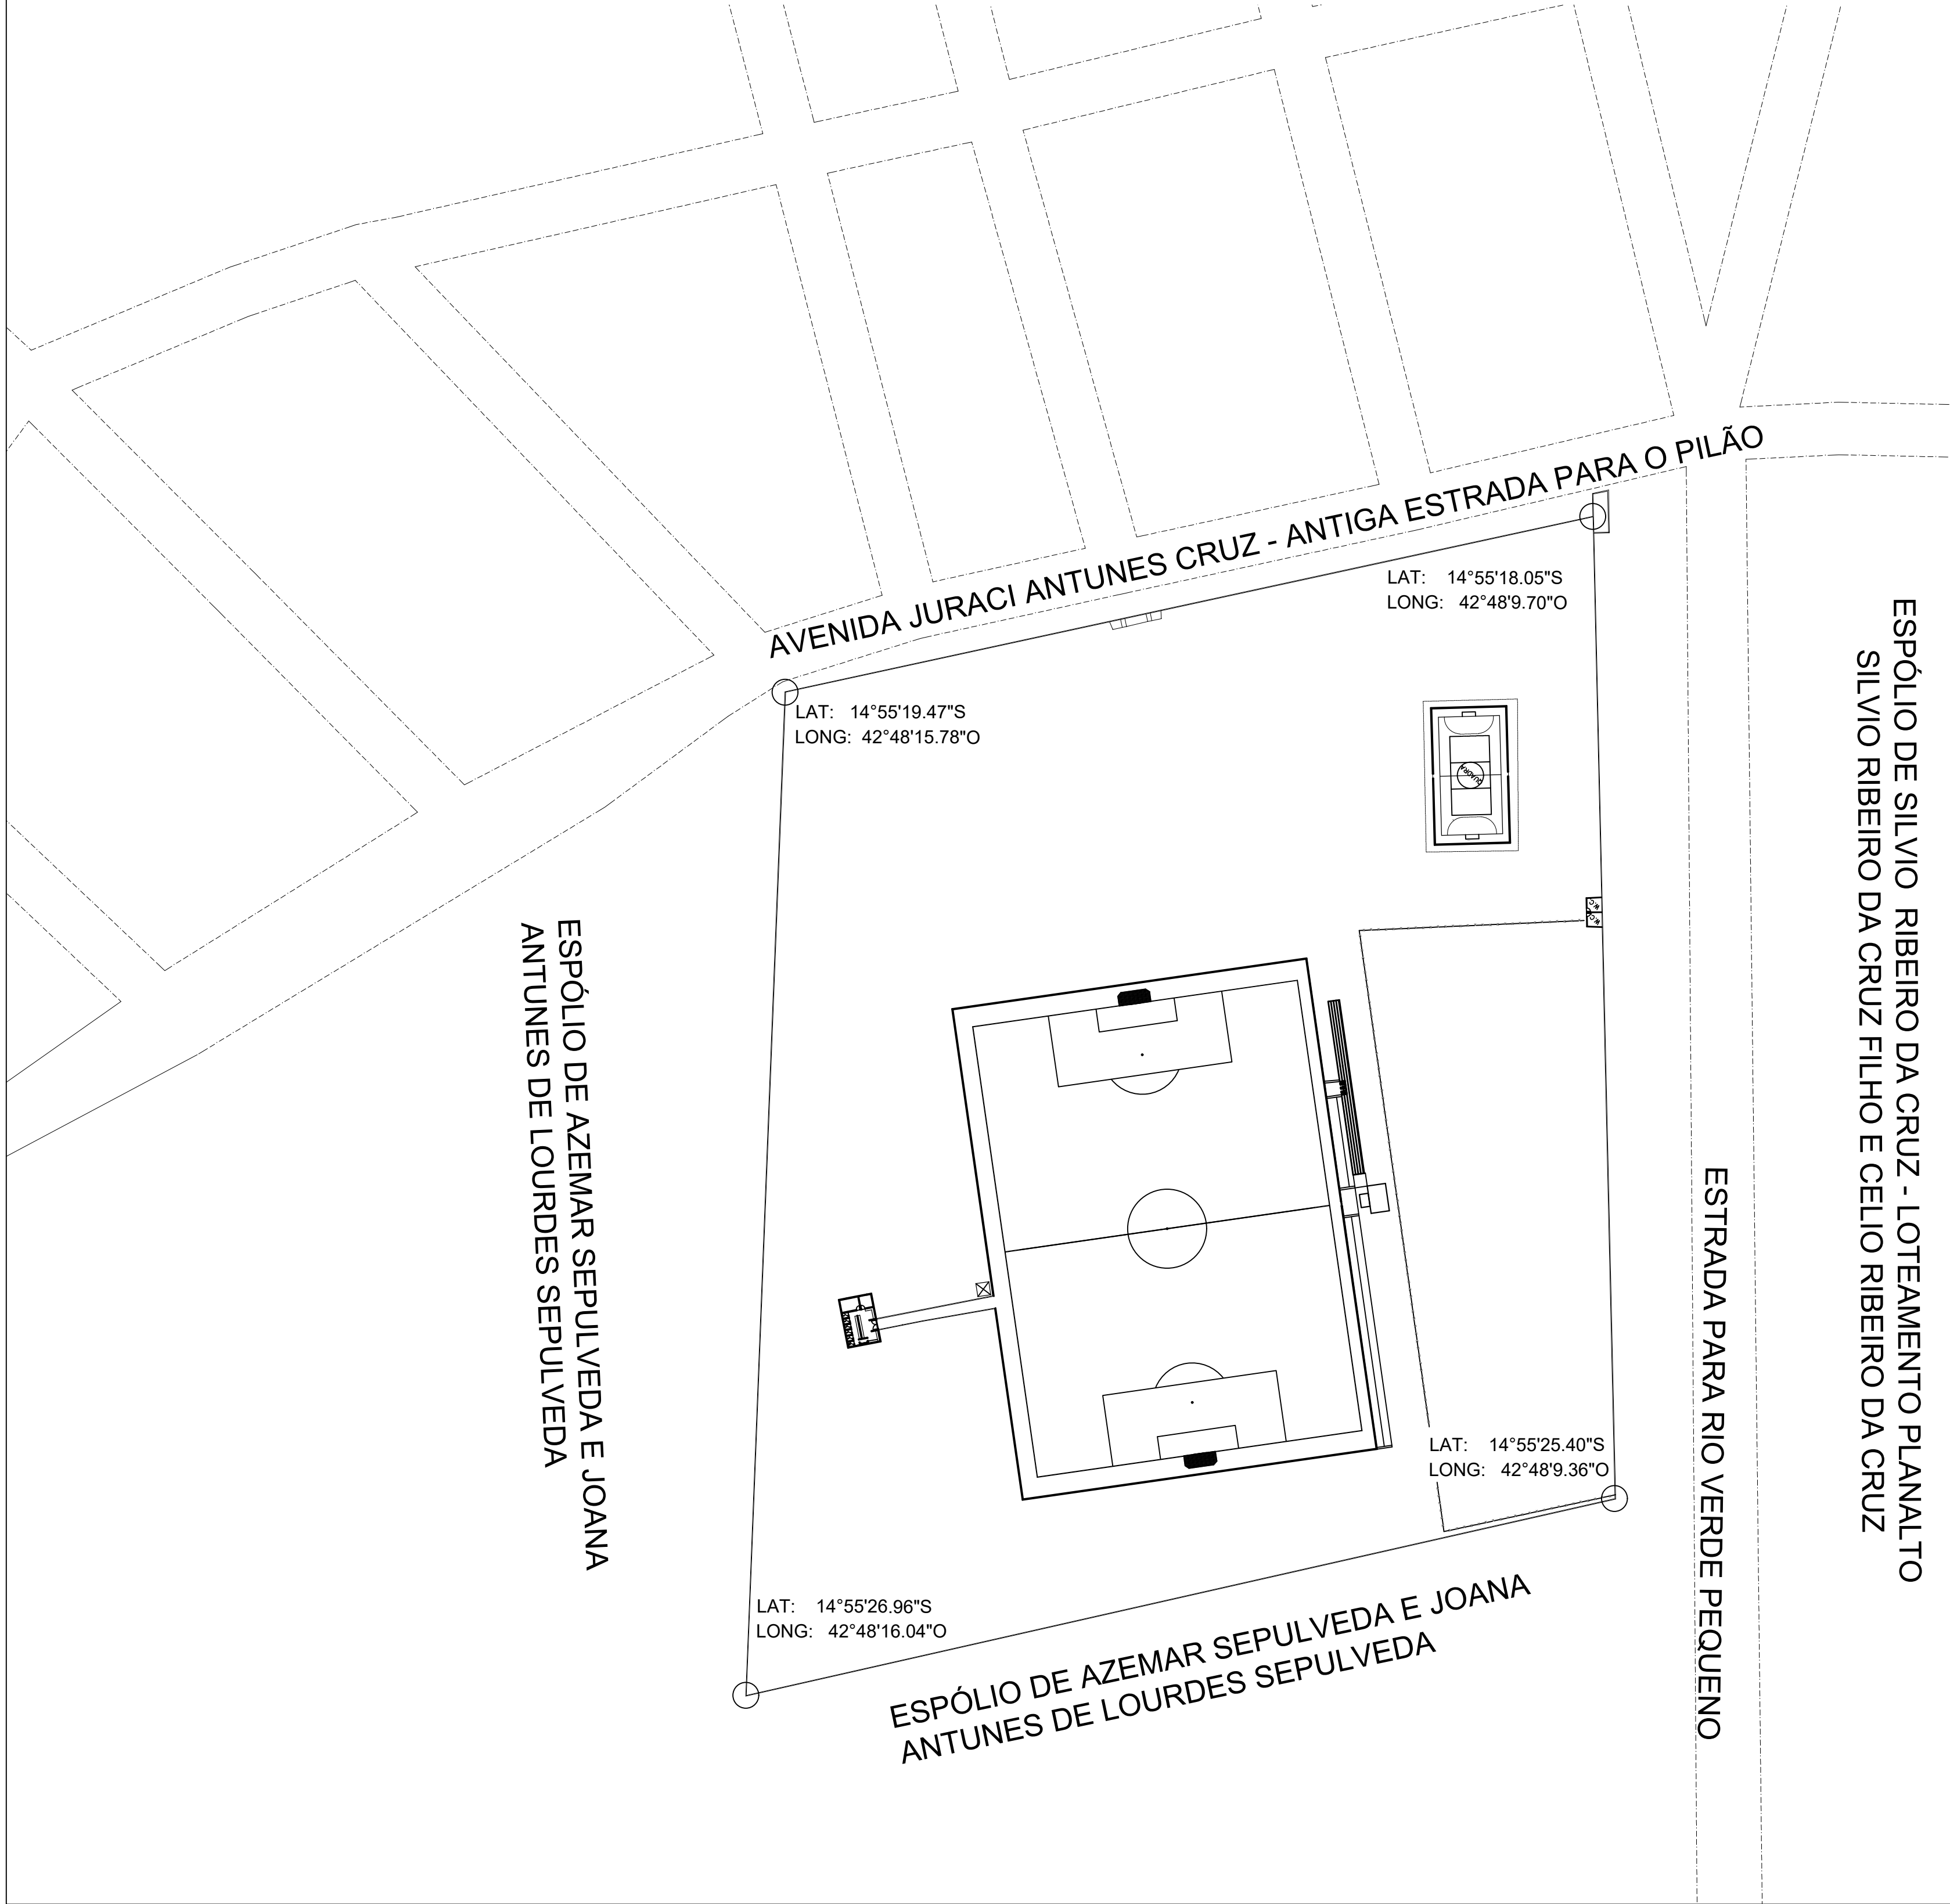 AVENIDA JURACI ANTUNES CRUZ - ANTIGA ESTRADA PARA O PILÃO
LAT: 14°55'18.05"S
LONG: 42°48'9.70"O
LAT: 14°55'19.47"S
LONG: 42°48'15.78"O
QUADRA
W.C
W.C
ESPÓLIO DE SILVIO RIBEIRO DA CRUZ - LOTEAMENTO PLANALTO
SILVIO RIBEIRO DA CRUZ FILHO E CELIO RIBEIRO DA CRUZ
ESPÓLIO DE AZEMAR SEPULVEDA E JOANA
ANTUNES DE LOURDES SEPULVEDA
ESTRADA PARA RIO VERDE PEQUENO
LAT: 14°55'25.40"S
LONG: 42°48'9.36"O
LAT: 14°55'26.96"S
LONG: 42°48'16.04"O
ESPÓLIO DE AZEMAR SEPULVEDA E JOANA
ANTUNES DE LOURDES SEPULVEDA